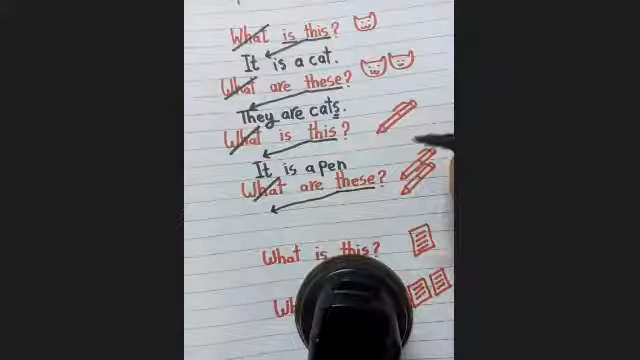 What is this?
It is a cat.
What are these?
They are cats.
What is this?
It is a pen
What are these?
What is this?